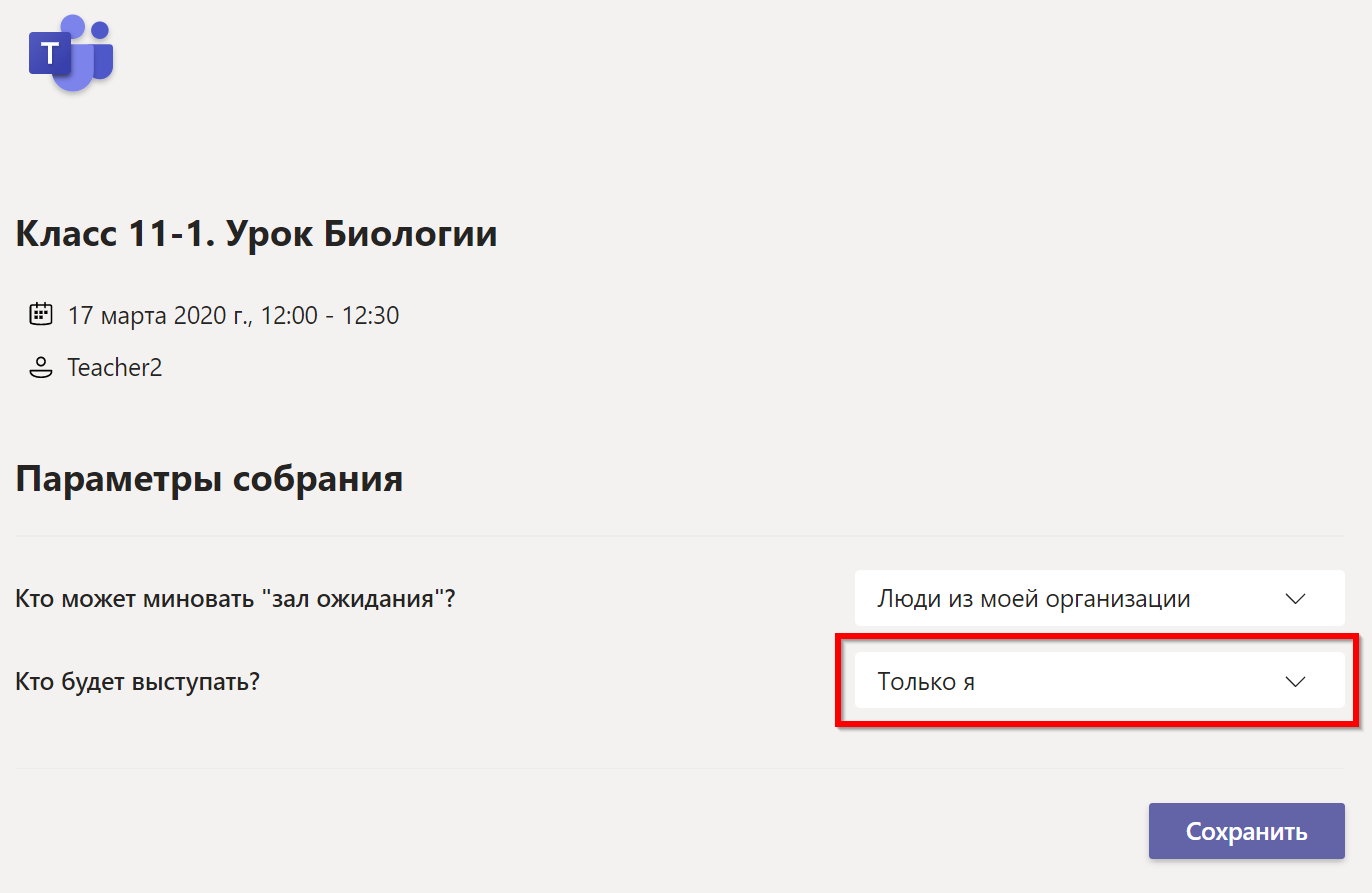 T
Класс 11-1. Урок Биологии
17 марта 2020 г., 12:00 - 12:30
Teacher2
Параметры собрания
Кто может миновать "зал ожидания"?
Люди из моей организации
Кто будет выступать?
Только я
Сохранить